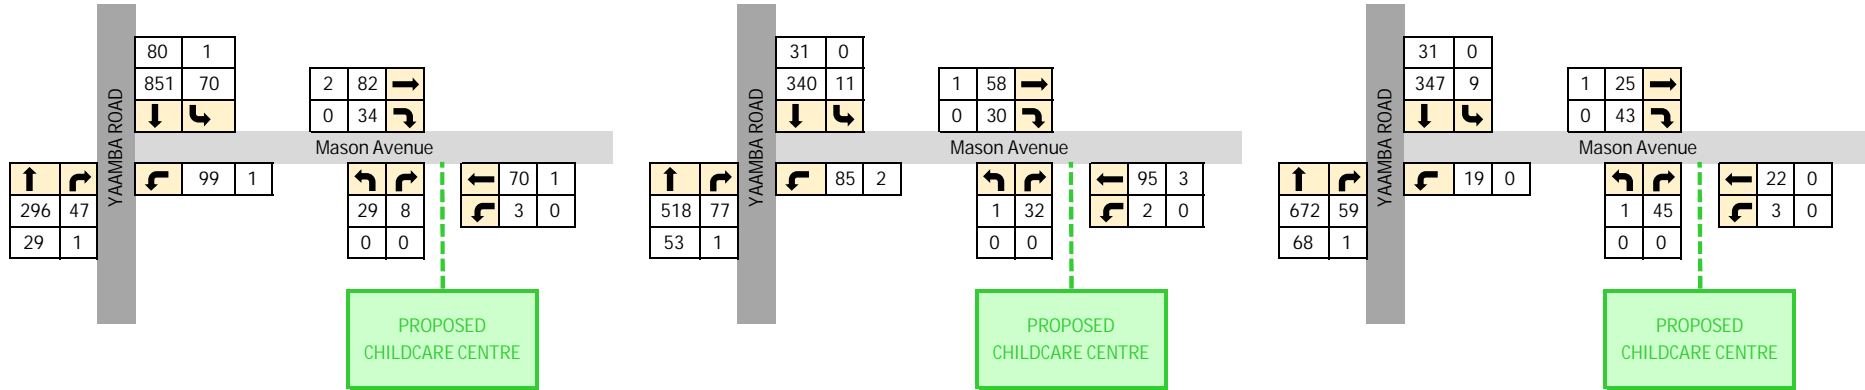 YAAMBA ROAD
80 1
851 70
2 82
0 34
Mason Avenue
99 1
296 47
29 1
29 8
0 0
70 1
3 0
PROPOSED
CHILDCARE CENTRE
YAAMBA ROAD
31 0
340 11
1 58
0 30
Mason Avenue
85 2
518 77
53 1
1 32
0 0
95 3
2 0
PROPOSED
CHILDCARE CENTRE
YAAMBA ROAD
31 0
347 9
1 25
0 43
Mason Avenue
19 0
672 59
68 1
1 45
0 0
22 0
3 0
PROPOSED
CHILDCARE CENTRE